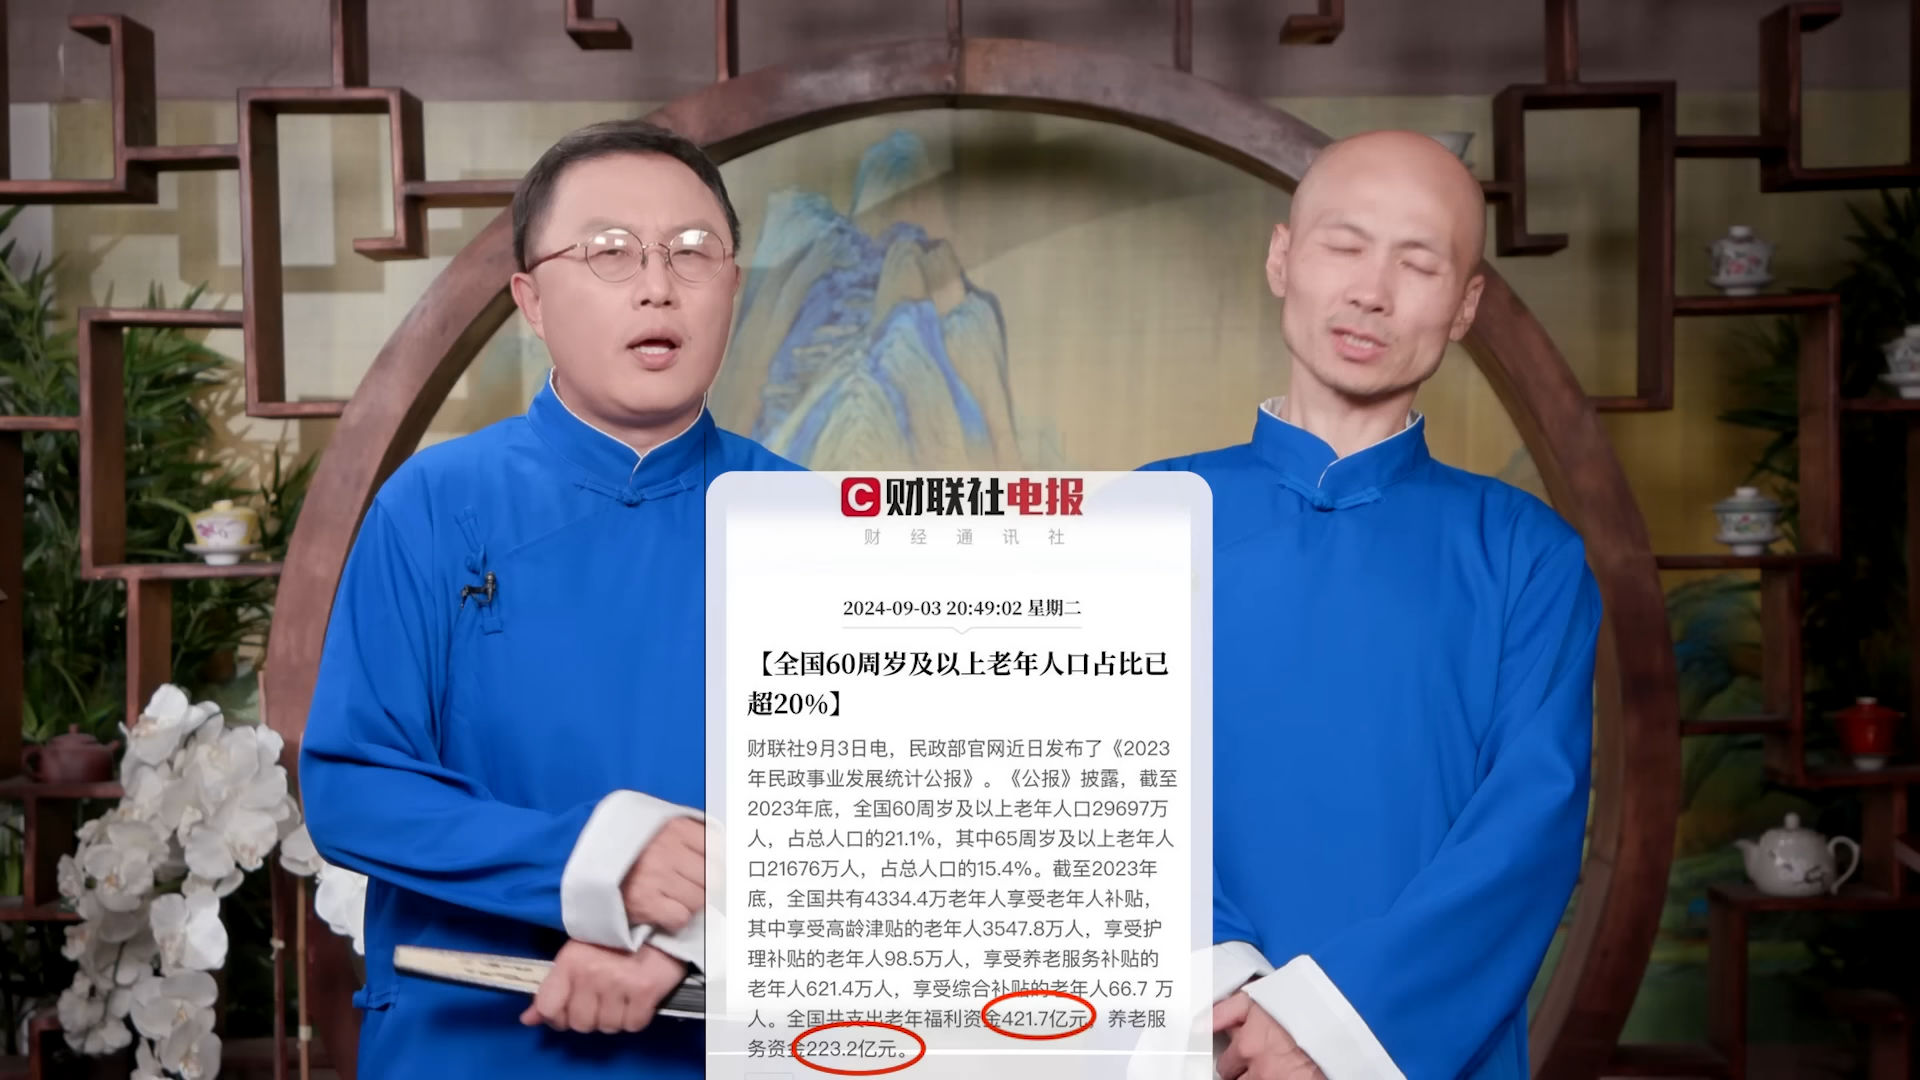 C财联社电报
财经通讯社
2024-09-03 20:49:02 星期二
【全国60周岁及以上老年人口占比已
超20%】
财联社9月3日电，民政部官网近日发布了《2023
年民政事业发展统计公报》。《公报》披露，截至
2023年底，全国60周岁及以上老年人口29697万
人，占总人口的21.1%，其中65周岁及以上老年人
口21676万人，占总人口的15.4%。截至2023年
底，全国共有4334.4万老年人享受老年人补贴，
其中享受高龄津贴的老年人3547.8万人，享受护
理补贴的老年人98.5万人，享受养老服务补贴的
老年人621.4万人，享受综合补贴的老年人66.7 万
人。全国共支出老年福利资金421.7亿元，养老服
务资金223.2亿元。